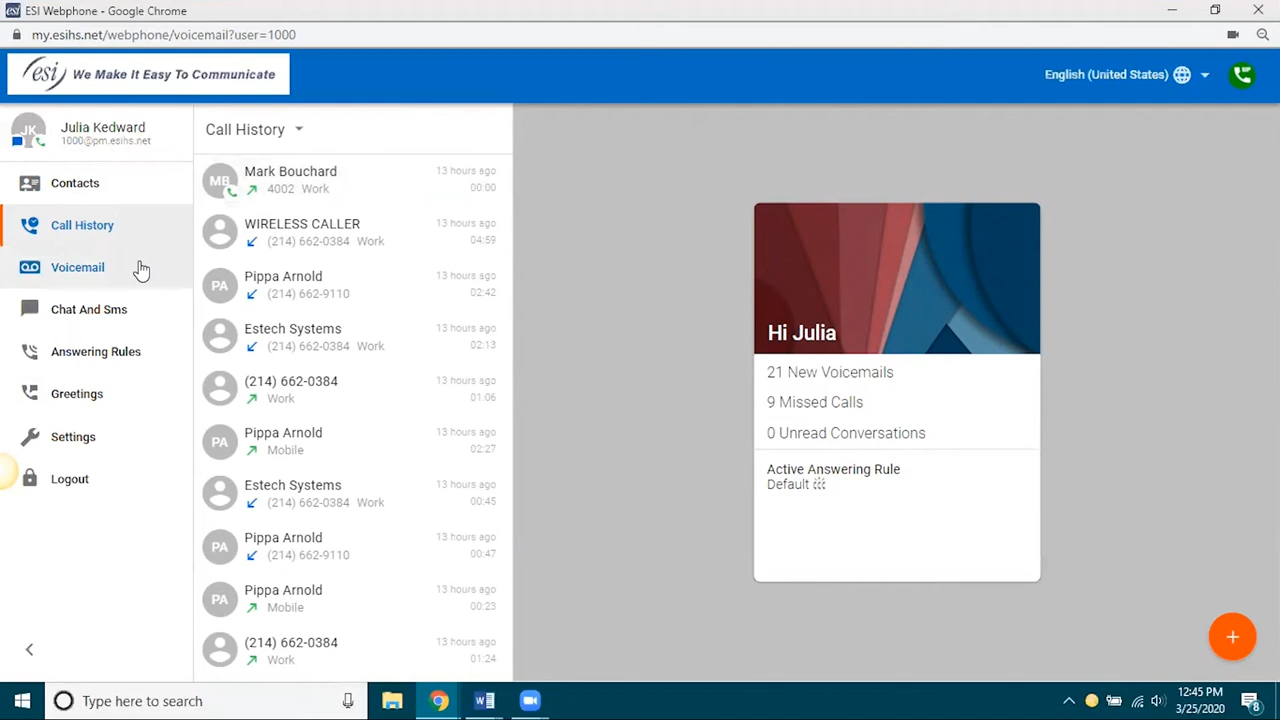 ESI Webphone - Google Chrome
my.esihs.net/webphone/voicemail?user=1000
esi We Make It Easy To Communicate
English (United States)
JK
Julia Kedward
1000@pm.esihs.net
Contacts
Call History
Voicemail
Chat And Sms
Answering Rules
Greetings
Settings
Logout
Call History
MB
Mark Bouchard 13 hours ago
4002 Work 00:00
WIRELESS CALLER 13 hours ago
(214) 662-0384 Work 04:59
PA
Pippa Arnold 13 hours ago
(214) 662-9110 02:42
Estech Systems 13 hours ago
(214) 662-0384 Work 02:13
(214) 662-0384 13 hours ago
Work 01:06
PA
Pippa Arnold 13 hours ago
Mobile 02:27
Estech Systems 13 hours ago
(214) 662-0384 Work 00:45
PA
Pippa Arnold 13 hours ago
(214) 662-9110 00:47
PA
Pippa Arnold 13 hours ago
Mobile 00:23
(214) 662-0384 13 hours ago
Work 01:24
Hi Julia
21 New Voicemails
9 Missed Calls
0 Unread Conversations
Active Answering Rule
Default
+
Type here to search
12:45 PM
3/25/2020
8